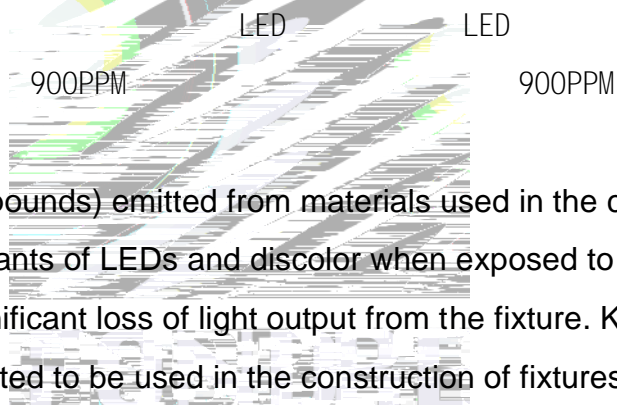 LED LED
900PPM 900PPM
ounds) emitted from materials used in the c
ants of LEDs and discolor when exposed to
ificant loss of light output from the fixture. K
ted to be used in the construction of fixtures